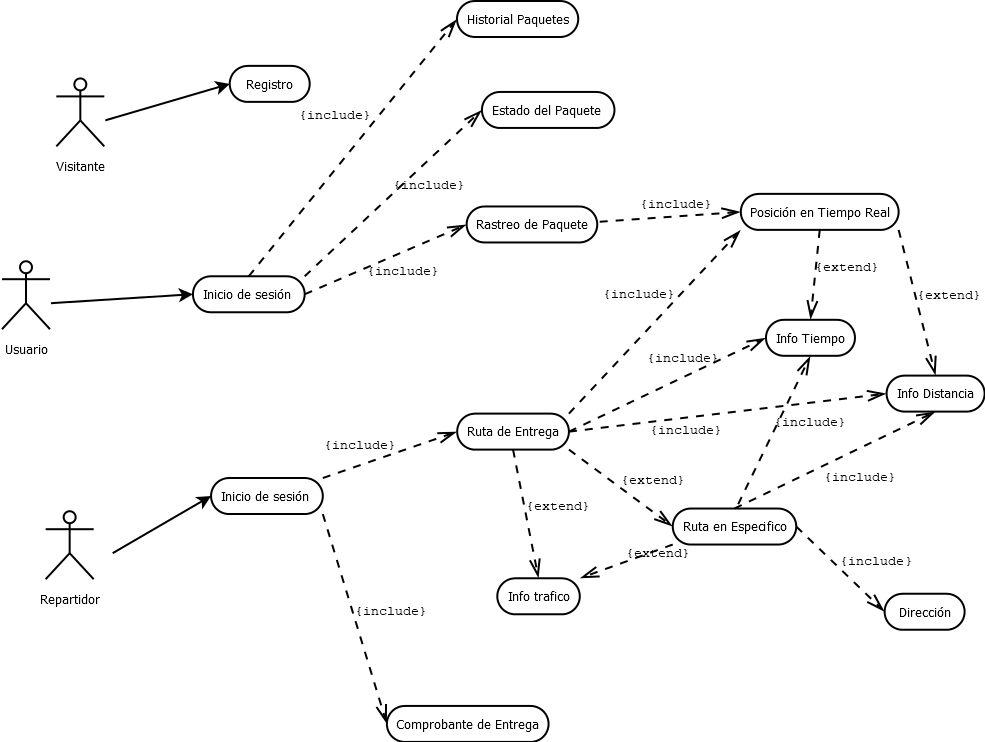 Historial Paquetes
Registro
Estado del Paquete
{include}
Visitante
{include}
{include}
Posición en Tiempo Real
Rastreo de Paquete
{include}
{extend}
Inicio de sesión
{include}
{extend}
Usuario
Info Tiempo
{include}
Info Distancia
{include}
{include}
Ruta de Entrega
{include}
{extend}
{include}
Inicio de sesión
{extend}
Ruta en Especifico
{extend}
{include}
Repartidor
Info trafico
{include}
Dirección
Comprobante de Entrega